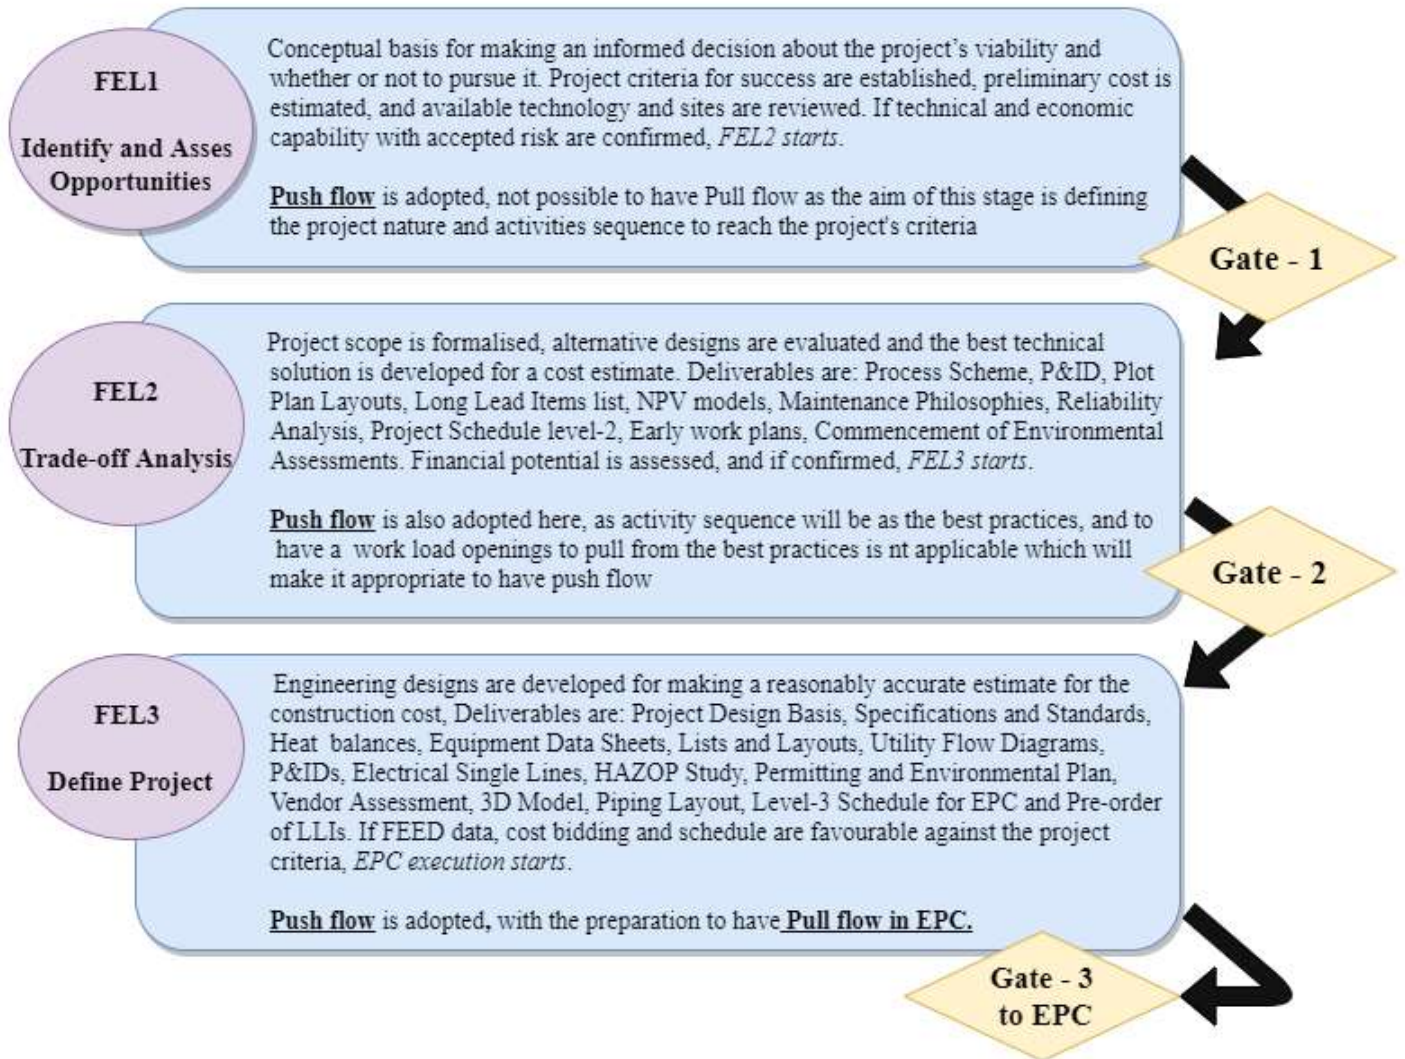 FEL1
Identify and Asses
Opportunities
Conceptual basis for making an informed decision about the project's viability and
whether or not to pursue it. Project criteria for success are established, preliminary cost is
estimated, and available technology and sites are reviewed. If technical and economic
capability with accepted risk are confirmed, FEL2 starts.
Push flow is adopted, not possible to have Pull flow as the aim of this stage is defining
the project nature and activities sequence to reach the project's criteria
Gate - 1
FEL2
Trade-off Analysis
Project scope is formalised, alternative designs are evaluated and the best technical
solution is developed for a cost estimate. Deliverables are: Process Scheme, P&ID, Plot
Plan Layouts, Long Lead Items list, NPV models, Maintenance Philosophies, Reliability
Analysis, Project Schedule level-2, Early work plans, Commencement of Environmental
Assessments. Financial potential is assessed, and if confirmed, FEL3 starts.
Push flow is also adopted here, as activity sequence will be as the best practices, and to
have a work load openings to pull from the best practices is nt applicable which will
make it appropriate to have push flow
Gate - 2
FEL3
Define Project
Engineering designs are developed for making a reasonably accurate estimate for the
construction cost, Deliverables are: Project Design Basis, Specifications and Standards,
Heat balances, Equipment Data Sheets, Lists and Layouts, Utility Flow Diagrams,
P&IDs, Electrical Single Lines, HAZOP Study, Permitting and Environmental Plan,
Vendor Assessment, 3D Model, Piping Layout, Level-3 Schedule for EPC and Pre-order
of LLIs. If FEED data, cost bidding and schedule are favourable against the project
criteria, EPC execution starts.
Push flow is adopted, with the preparation to have Pull flow in EPC.
Gate - 3
to EPC